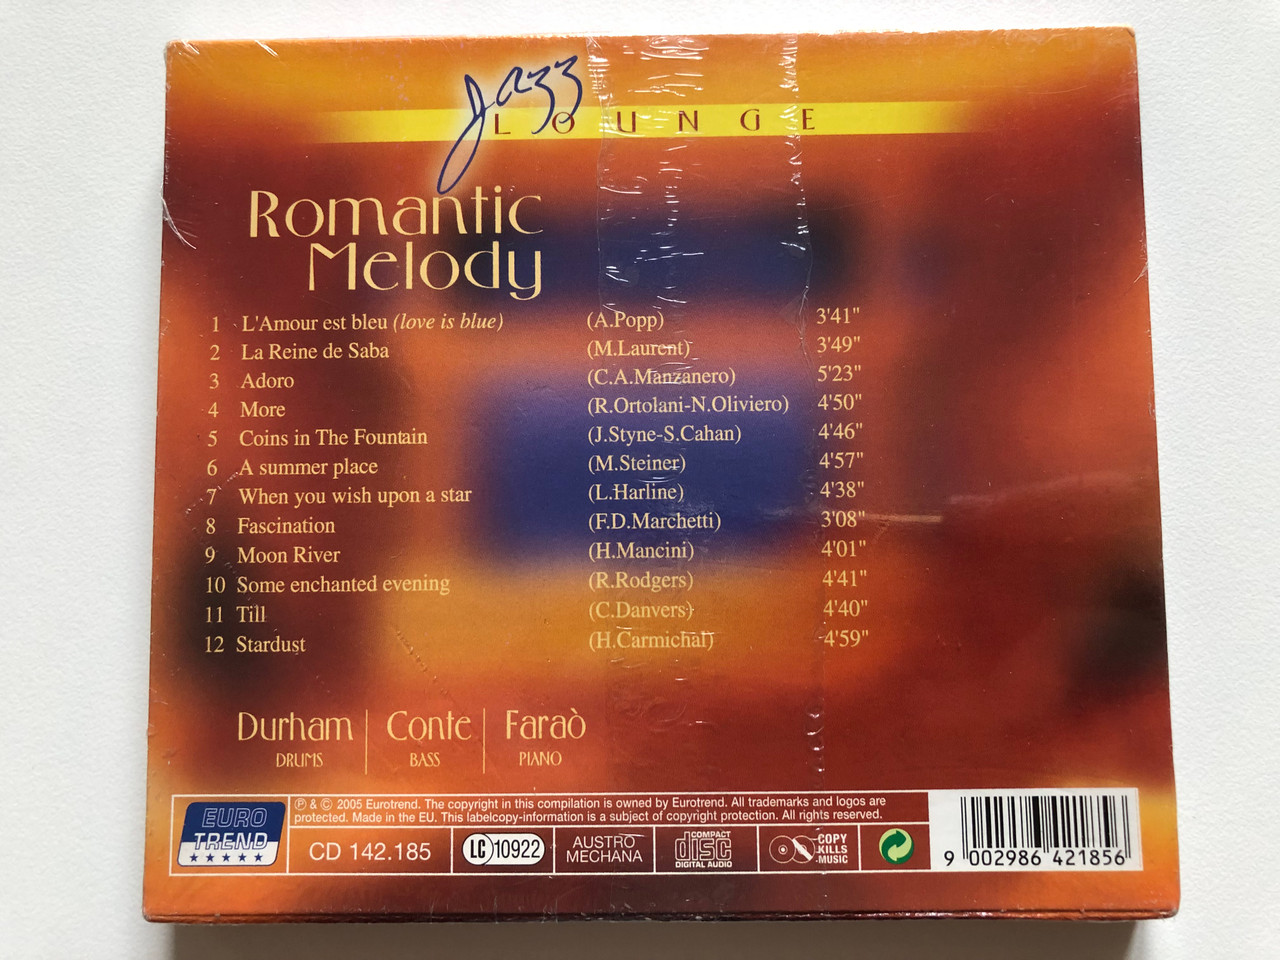 Jazz
LOUNGE
Romantic
Melody
1 L'Amour est bleu (love is blue) (A.Popp) 3'41"
2 La Reine de Saba (M.Laurent) 3'49"
3 Adoro (C.A.Manzanero) 5'23"
4 More (R.Ortolani-N.Oliviero) 4'50"
5 Coins in The Fountain (J.Styne-S.Cahan) 4'46"
6 A summer place (M.Steiner) 4'57"
7 When you wish upon a star (L.Harline) 4'38"
8 Fascination (F.D.Marchetti) 3'08"
9 Moon River (H.Mancini) 4'01"
10 Some enchanted evening (R.Rodgers) 4'41"
11 Till (C.Danvers) 4'40"
12 Stardust (H.Carmichal) 4'59"
Durham Conte Faraò
DRUMS BASS PIANO
EURO
TREND
℗ & © 2005 Eurotrend. The copyright in this compilation is owned by Eurotrend. All trademarks and logos are
protected. Made in the EU. This labelcopy-information is a subject of copyright protection. All rights reserved.
CD 142.185
LC 10922
AUSTRO
MECHANA
COMPACT
disc
DIGITAL AUDIO
COPY
KILLS
MUSIC
9 002986 421856